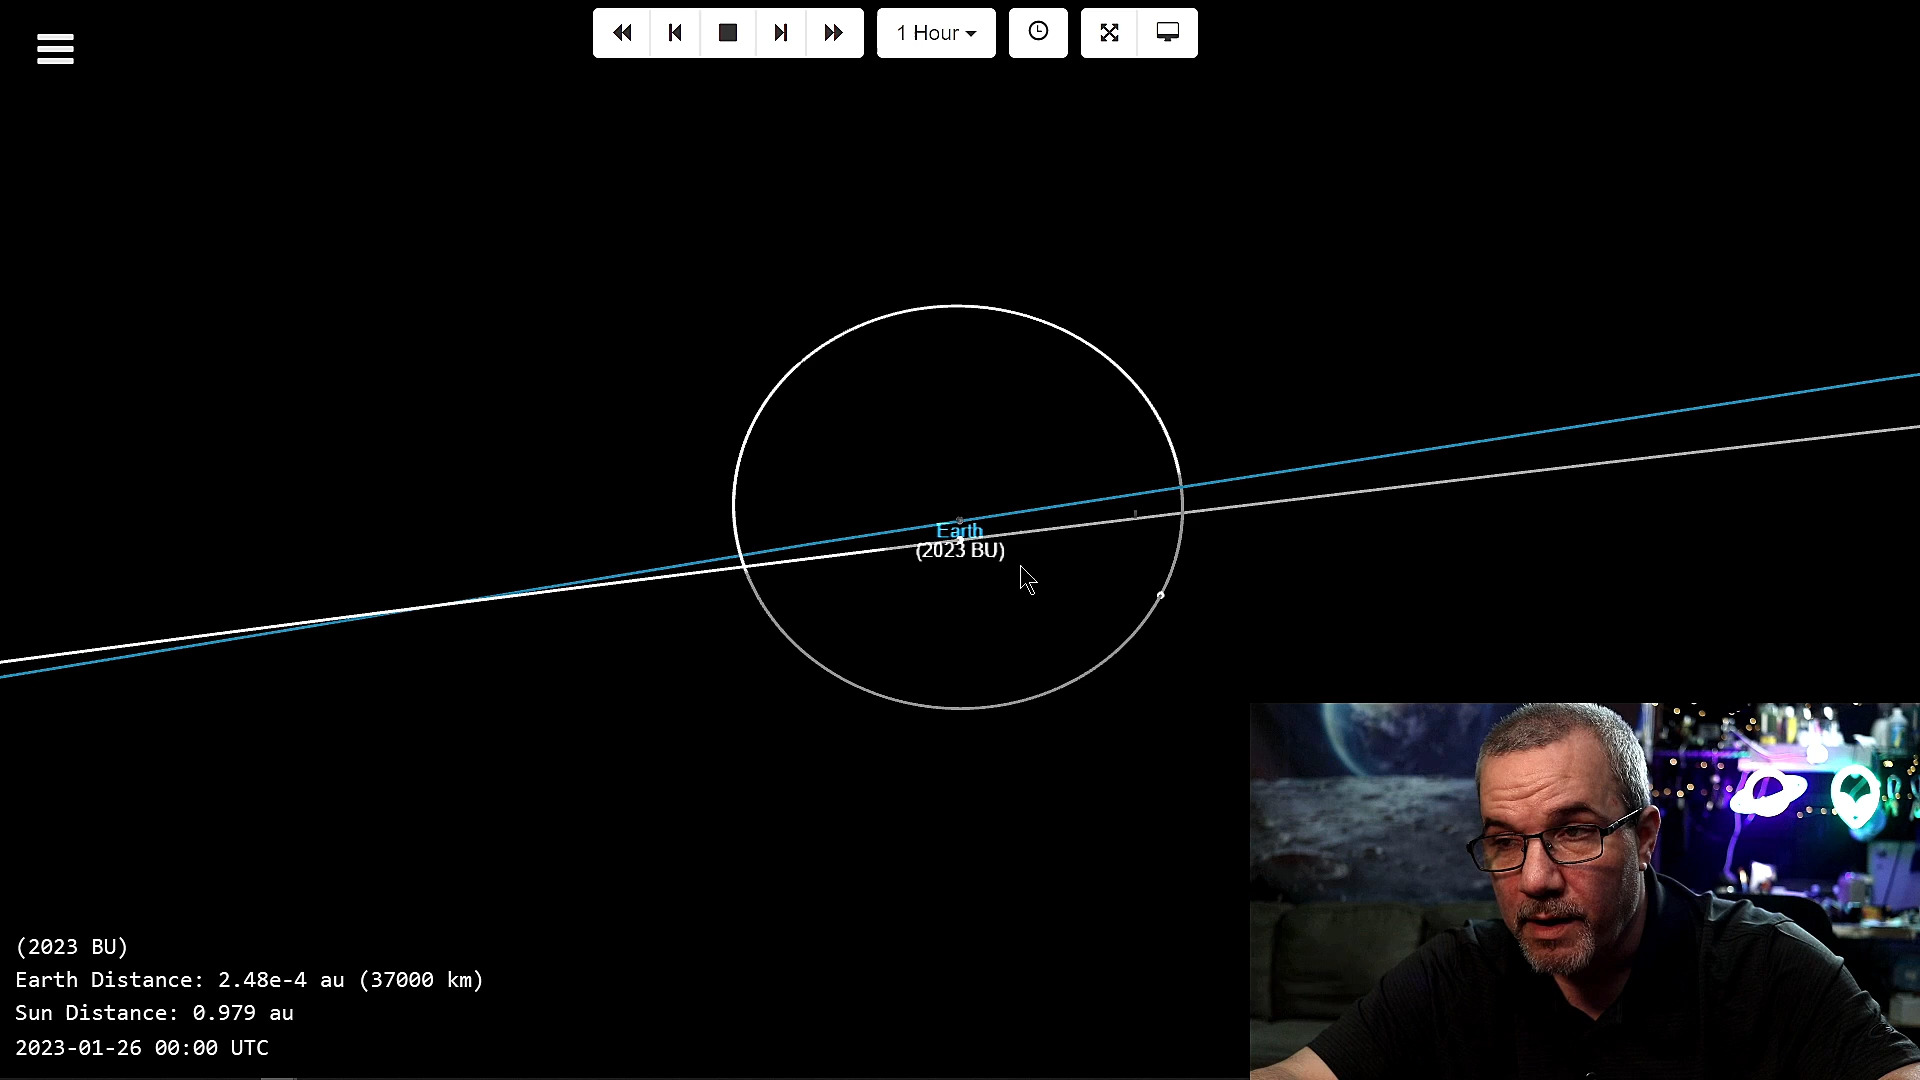 1 Hour
Earth
(2023 BU)
(2023 BU)
Earth Distance: 2.48e-4 au (37000 km)
Sun Distance: 0.979 au
2023-01-26 00:00 UTC